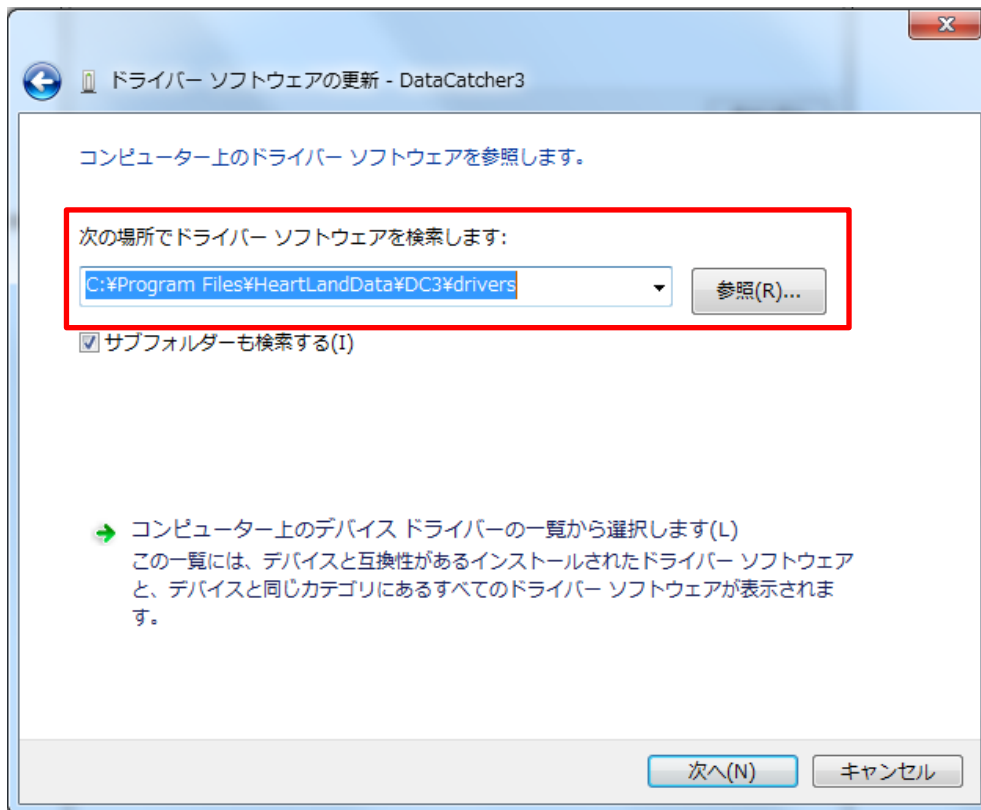 ドライバー ソフトウェアの更新 - DataCatcher3
コンピューター上のドライバー ソフトウェアを参照します。
次の場所でドライバー ソフトウェアを検索します:
C:¥Program Files¥HeartLandData¥DC3¥drivers
参照(R)...
サブフォルダーも検索する(I)
コンピューター上のデバイス ドライバーの一覧から選択します(L)
この一覧には、デバイスと互換性があるインストールされたドライバー ソフトウェア
と、デバイスと同じカテゴリにあるすべてのドライバー ソフトウェアが表示されま
す。
次へ(N)
キャンセル